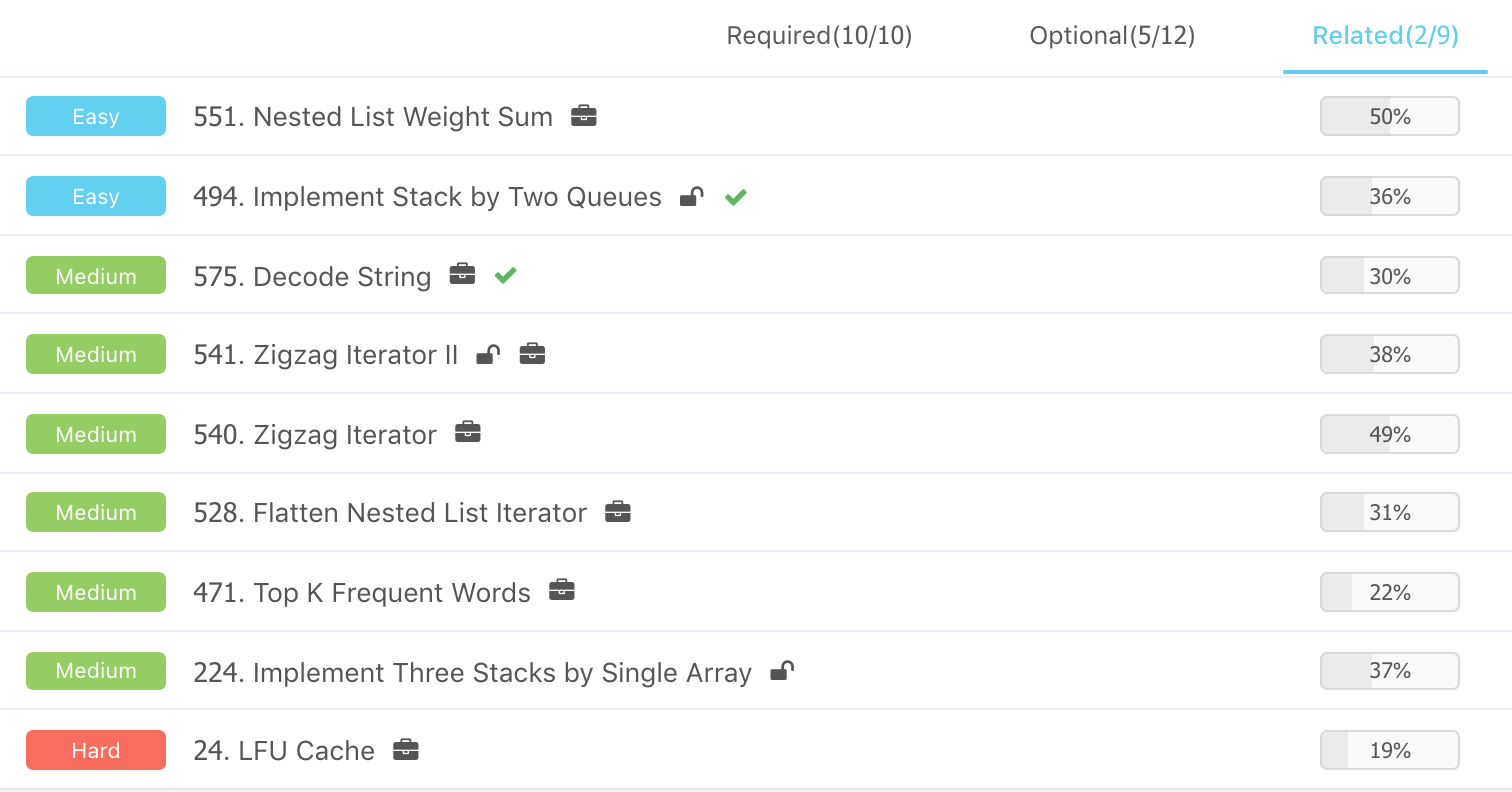 Required(10/10) Optional(5/12) Related(2/9)
Easy 551. Nested List Weight Sum 50%
Easy 494. Implement Stack by Two Queues 36%
Medium 575. Decode String 30%
Medium 541. Zigzag Iterator II 38%
Medium 540. Zigzag Iterator 49%
Medium 528. Flatten Nested List Iterator 31%
Medium 471. Top K Frequent Words 22%
Medium 224. Implement Three Stacks by Single Array 37%
Hard 24. LFU Cache 19%